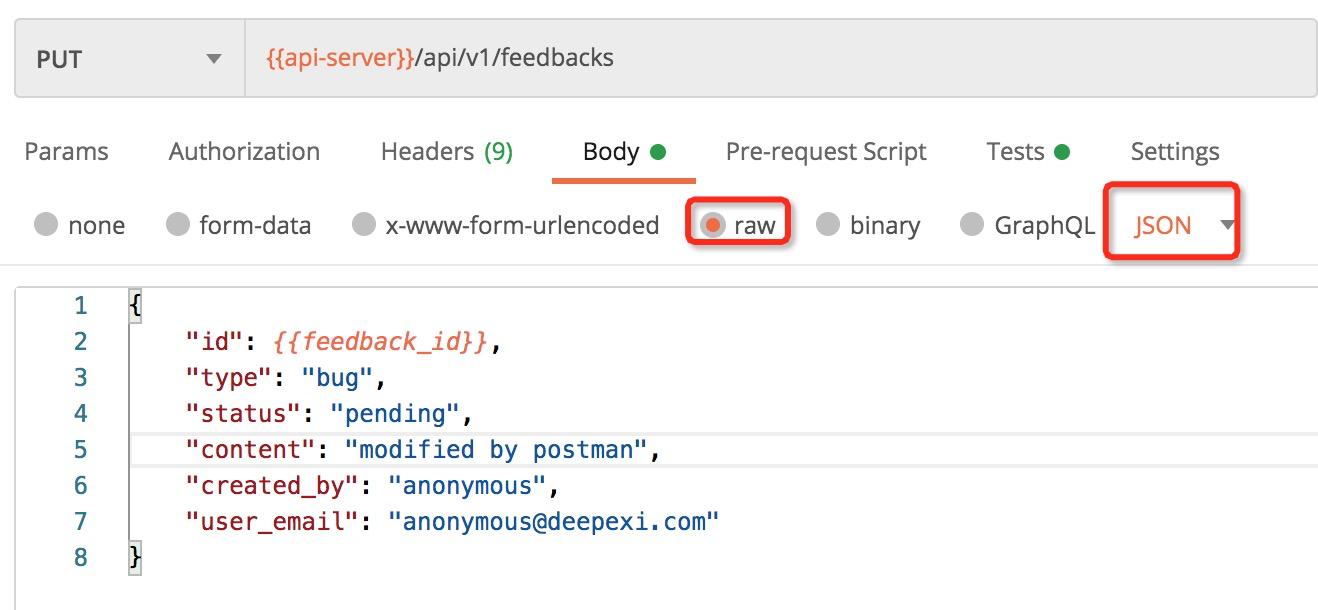 PUT {{api-server}}/api/v1/feedbacks
Params Authorization Headers (9) Body Pre-request Script Tests Settings
none form-data x-www-form-urlencoded raw binary GraphQL JSON
1 {
2 "id": {{feedback_id}},
3 "type": "bug",
4 "status": "pending",
5 "content": "modified by postman",
6 "created_by": "anonymous",
7 "user_email": "anonymous@deepexi.com"
8 }